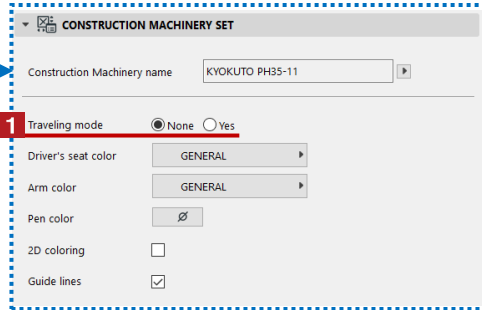 CONSTRUCTION MACHINERY SET
Construction Machinery name KYOKUTO PH35-11
1 Traveling mode None Yes
Driver's seat color GENERAL
Arm color GENERAL
Pen color
2D coloring
Guide lines